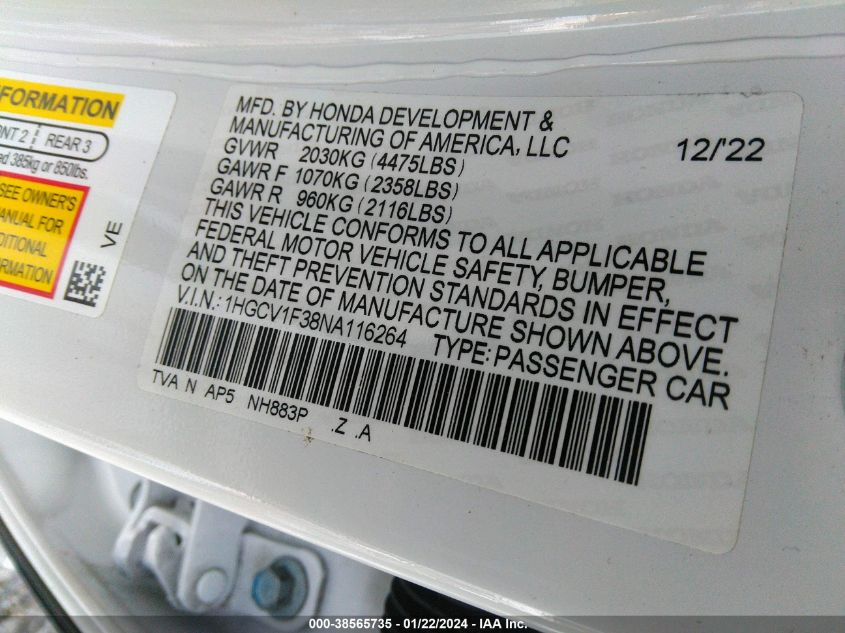 FORMATION
NT 2 | REAR 3
ed 385kg or 850lbs.
SEE OWNER'S
ANUAL FOR
DITIONAL
ORMATION
VE
MFD. BY HONDA DEVELOPMENT &
MANUFACTURING OF AMERICA, LLC 12/'22
GVWR 2030KG (4475LBS)
GAWR F 1070KG (2358LBS)
GAWR R 960KG (2116LBS)
THIS VEHICLE CONFORMS TO ALL APPLICABLE
FEDERAL MOTOR VEHICLE SAFETY, BUMPER,
AND THEFT PREVENTION STANDARDS IN EFFECT
ON THE DATE OF MANUFACTURE SHOWN ABOVE.
V.I.N.: 1HGCV1F38NA116264 TYPE: PASSENGER CAR
TVA N AP5 NH883P .Z .A
000-38565735 - 01/22/2024 - IAA Inc.